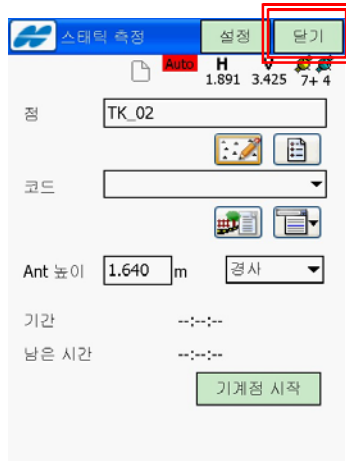 스태틱 측정 설정 닫기
Auto H V
1.891 3.425 7+ 4
점 TK_02
코드
Ant 높이 1.640 m 경사
기간 --:--:--
남은 시간 --:--:--
기계점 시작